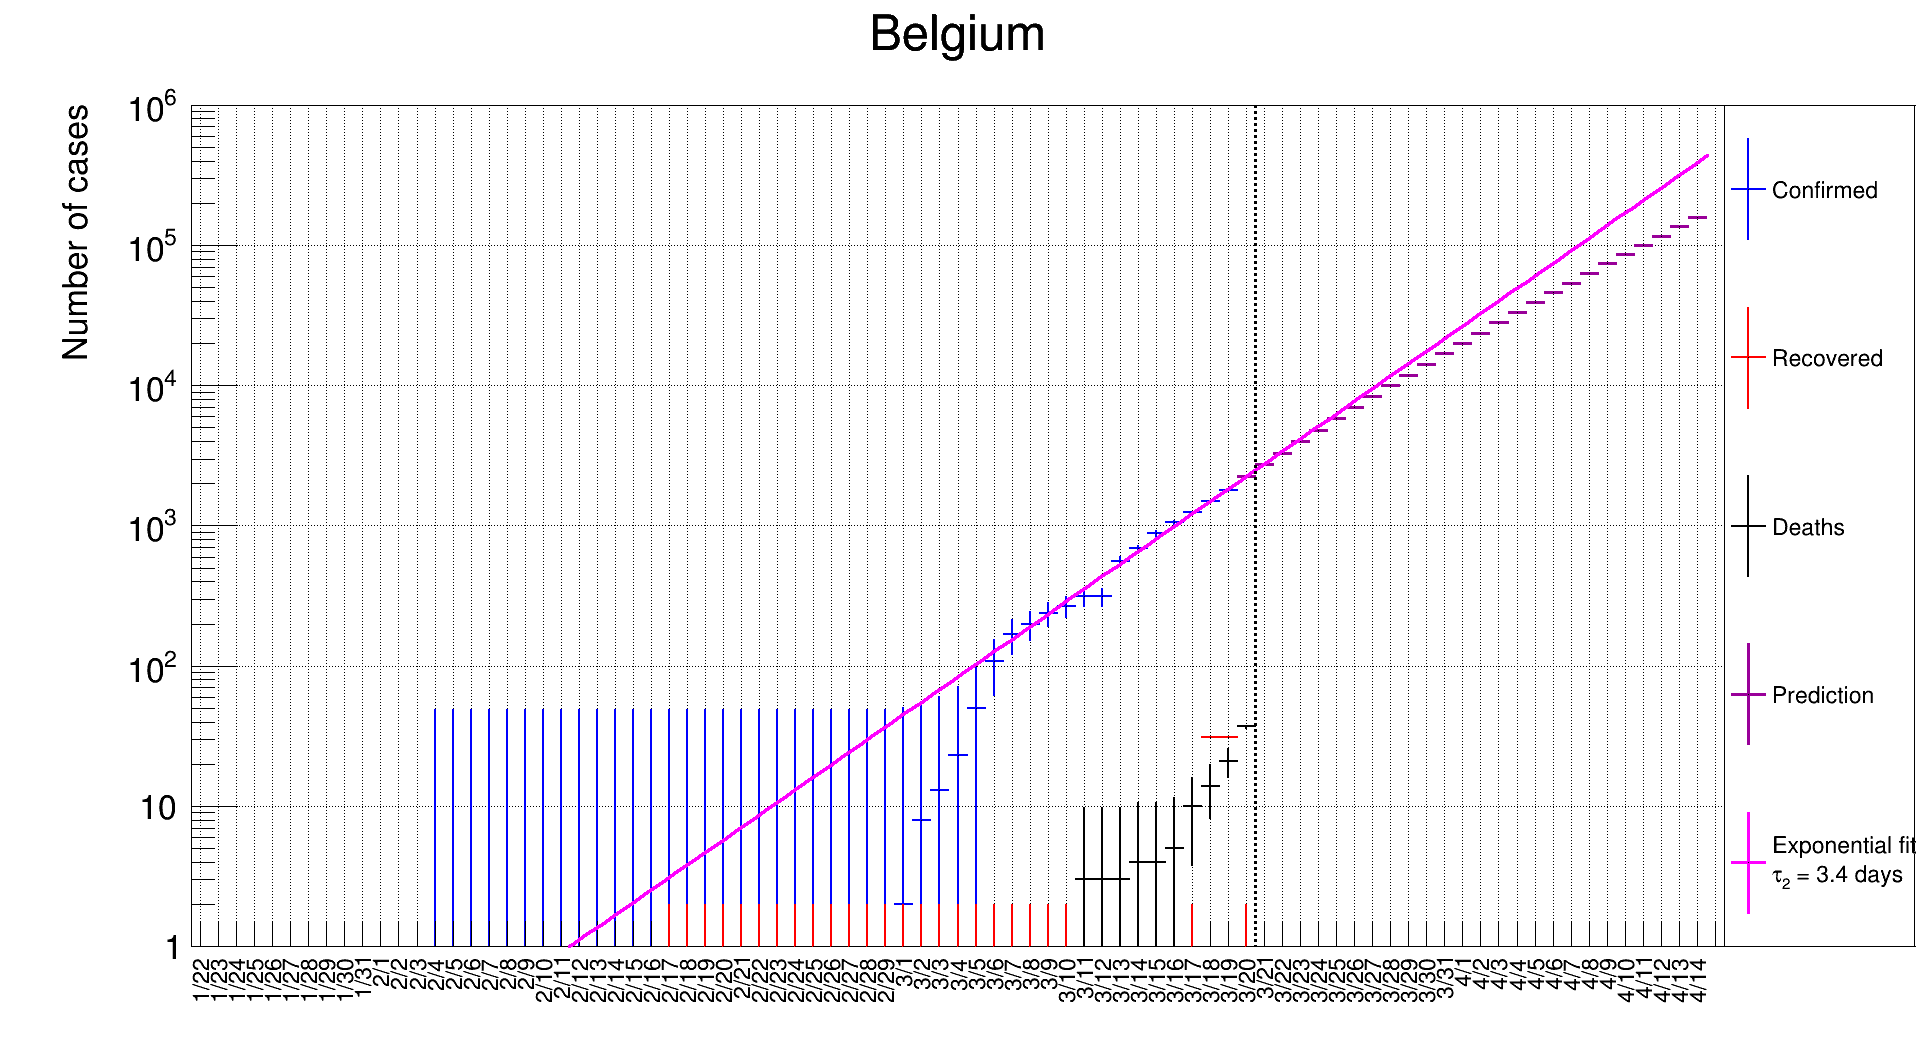 Belgium
Number of cases
10^6
10^5
10^4
10^3
10^2
10
1
1/22 1/23 1/24 1/25 1/26 1/27 1/28 1/29 1/30 1/31 2/1 2/2 2/3 2/4 2/5 2/6 2/7 2/8 2/9 2/10 2/11 2/12 2/13 2/14 2/15 2/16 2/17 2/18 2/19 2/20 2/21 2/22 2/23 2/24 2/25 2/26 2/27 2/28 2/29 3/1 3/2 3/3 3/4 3/5 3/6 3/7 3/8 3/9 3/10 3/11 3/12 3/13 3/14 3/15 3/16 3/17 3/18 3/19 3/20 3/21 3/22 3/23 3/24 3/25 3/26 3/27 3/28 3/29 3/30 3/31 4/1 4/2 4/3 4/4 4/5 4/6 4/7 4/8 4/9 4/10 4/11 4/12 4/13 4/14
Confirmed
Recovered
Deaths
Prediction
Exponential fit
τ₂ = 3.4 days